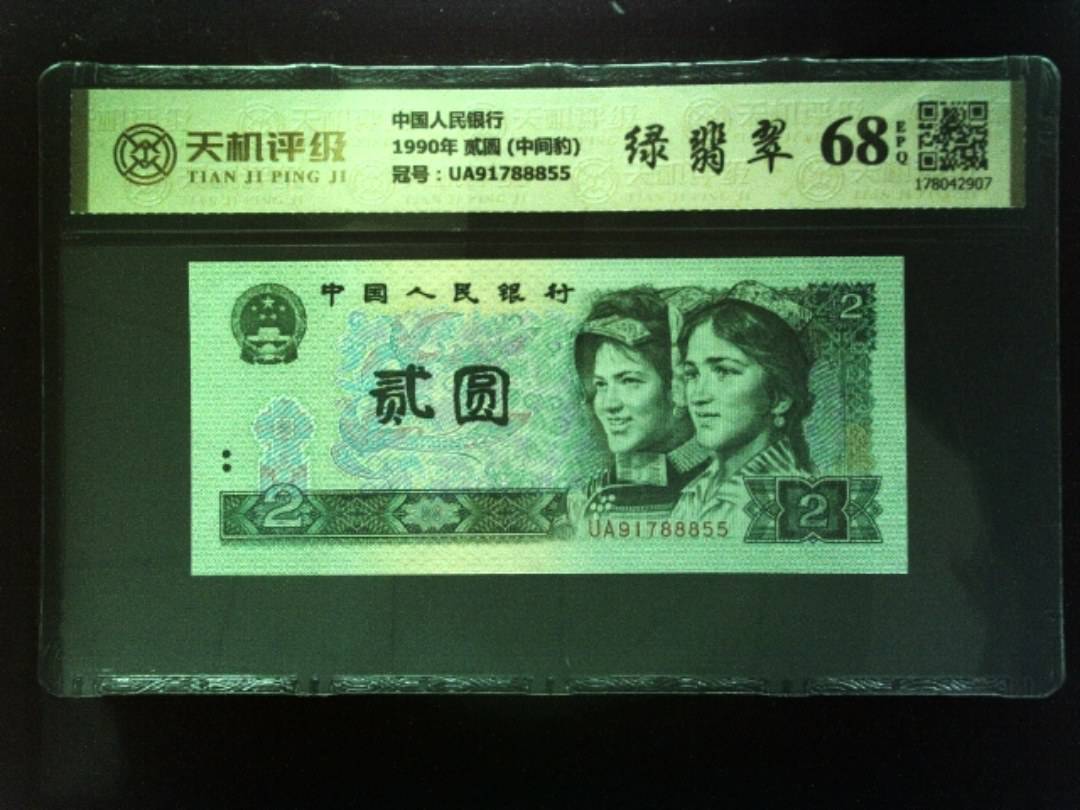 天机评级
TIAN JI PING JI
中国人民银行
1990年 贰圆 (中间豹)
冠号：UA91788855
绿翡翠
68
EPQ
178042907
中国人民银行
2
贰圆
2
UA91788855
2